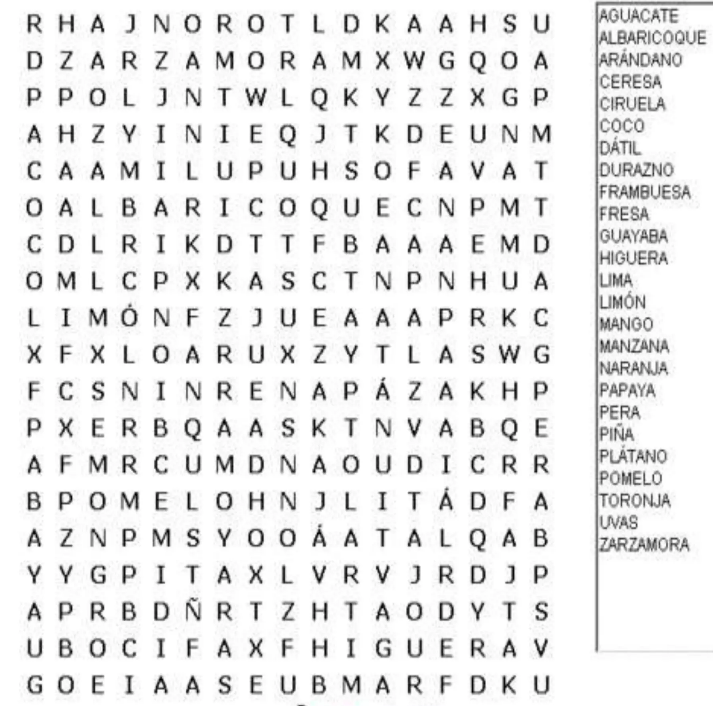 R H A J N O R O T L D K A A H S U
D Z A R Z A M O R A M X W G Q O A
P P O L J N T W L Q K Y Z Z X G P
A H Z Y I N I E Q J T K D E U N M
C A A M I L U P U H S O F A V A T
O A L B A R I C O Q U E C N P M T
C D L R I K D T T F B A A A E M D
O M L C P X K A S C T N P N H U A
L I M Ó N F Z J U E A A A P R K C
X F X L O A R U X Z Y T L A S W G
F C S N I N R E N A P Á Z A K H P
P X E R B Q A A S K T N V A B Q E
A F M R C U M D N A O U D I C R R
B P O M E L O H N J L I T Á D F A
A Z N P M S Y O O Á A T A L Q A B
Y Y G P I T A X L V R V J R D J P
A P R B D Ñ R T Z H T A O D Y T S
U B O C I F A X F H I G U E R A V
G O E I A A S E U B M A R F D K U
AGUACATE
ALBARICOQUE
ARÁNDANO
CERESA
CIRUELA
COCO
DÁTIL
DURAZNO
FRAMBUESA
FRESA
GUAYABA
HIGUERA
LIMA
LIMÓN
MANGO
MANZANA
NARANJA
PAPAYA
PERA
PIÑA
PLÁTANO
POMELO
TORONJA
UVAS
ZARZAMORA